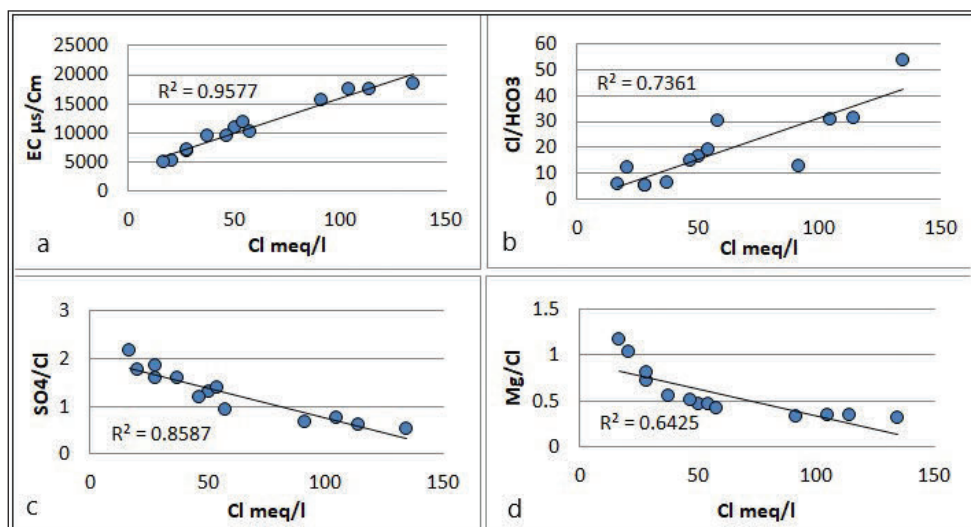 25000
20000
15000
10000
5000
0
EC µs/Cm
R² = 0.9577
0 50 100 150
Cl meq/l
a
60
50
40
30
20
10
0
Cl/HCO3
R² = 0.7361
0 50 100 150
Cl meq/l
b
3
2
1
0
SO4/Cl
R² = 0.8587
0 50 100 150
Cl meq/l
c
1.5
1
0.5
0
Mg/Cl
R² = 0.6425
0 50 100 150
Cl meq/l
d